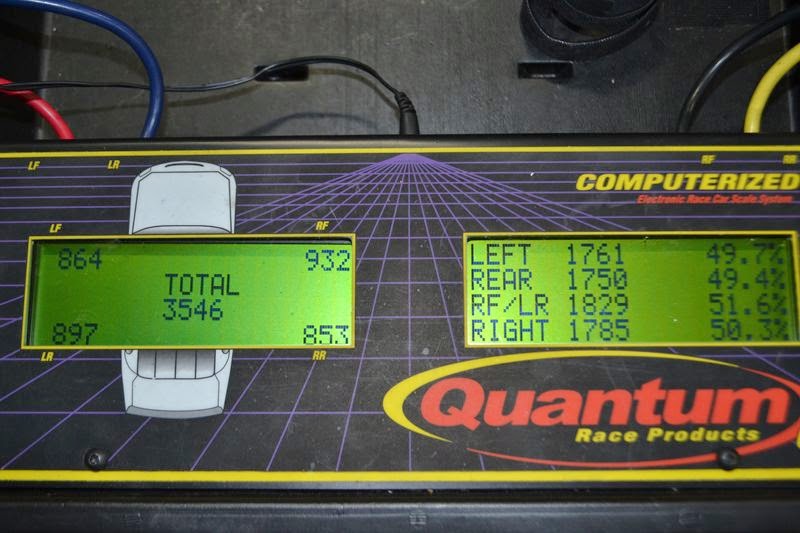 LF
LR
RF
RR
COMPUTERIZED
Electronic Race Car Scale System
LF
RF
864
932
TOTAL
3546
897
853
LR
RR
LEFT 1761 49.7%
REAR 1750 49.4%
RF/LR 1829 51.6%
RIGHT 1785 50.3%
Quantum
Race Products